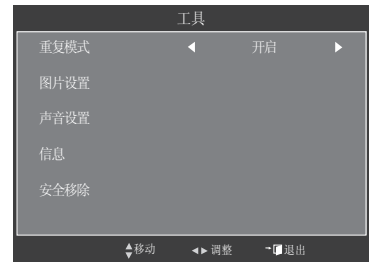 工具
重复模式 开启
图片设置
声音设置
信息
安全移除
移动 调整 退出